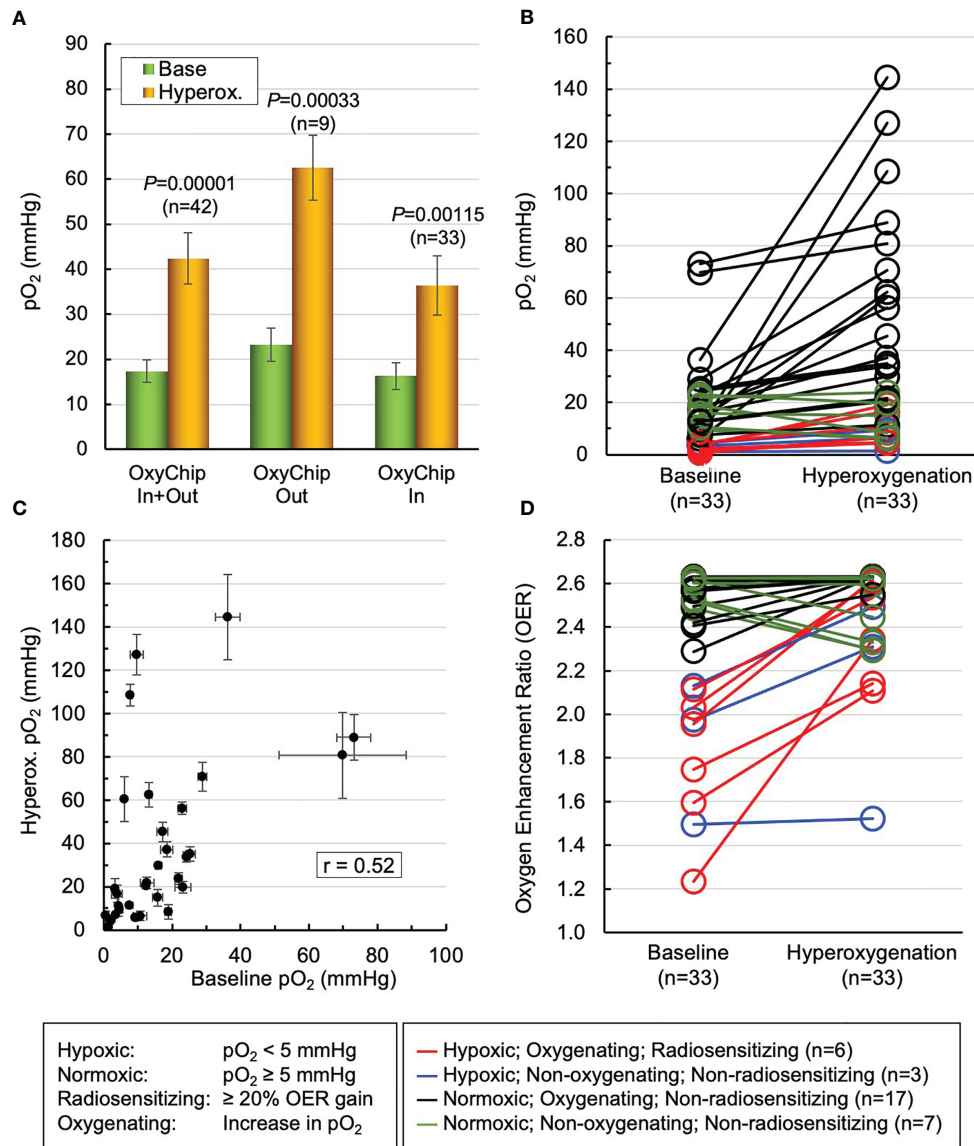 A
90
80
70
60
50
40
30
20
10
0
pO2 (mmHg)
Base
Hyperox.
P=0.00001
(n=42)
P=0.00033
(n=9)
P=0.00115
(n=33)
OxyChip
In+Out
OxyChip
Out
OxyChip
In
B
160
140
120
100
80
60
40
20
0
pO2 (mmHg)
Baseline
(n=33)
Hyperoxygenation
(n=33)
C
180
160
140
120
100
80
60
40
20
0
Hyperox. pO2 (mmHg)
r = 0.52
0
20
40
60
80
100
Baseline pO2 (mmHg)
D
2.8
2.6
2.4
2.2
2.0
1.8
1.6
1.4
1.2
1.0
Oxygen Enhancement Ratio (OER)
Baseline
(n=33)
Hyperoxygenation
(n=33)
Hypoxic: pO2 < 5 mmHg
Normoxic: pO2 ≥ 5 mmHg
Radiosensitizing: ≥ 20% OER gain
Oxygenating: Increase in pO2
Hypoxic; Oxygenating; Radiosensitizing (n=6)
Hypoxic; Non-oxygenating; Non-radiosensitizing (n=3)
Normoxic; Oxygenating; Non-radiosensitizing (n=17)
Normoxic; Non-oxygenating; Non-radiosensitizing (n=7)